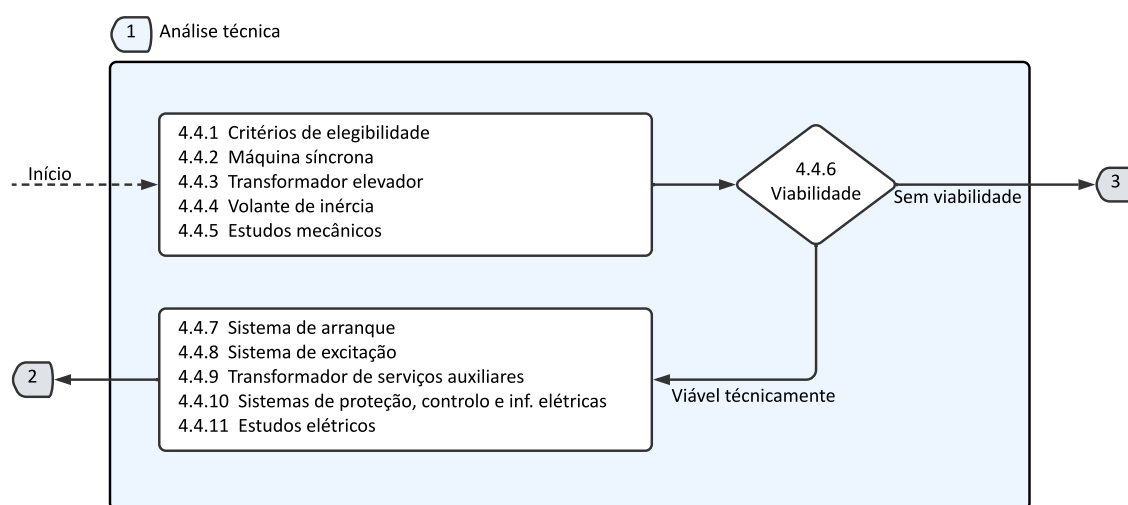 1
Análise técnica
Início
4.4.1 Critérios de elegibilidade
4.4.2 Máquina síncrona
4.4.3 Transformador elevador
4.4.4 Volante de inércia
4.4.5 Estudos mecânicos
4.4.6
Viabilidade
Sem viabilidade
3
4.4.7 Sistema de arranque
4.4.8 Sistema de excitação
4.4.9 Transformador de serviços auxiliares
4.4.10 Sistemas de proteção, controlo e inf. elétricas
4.4.11 Estudos elétricos
2
Viável técnicamente